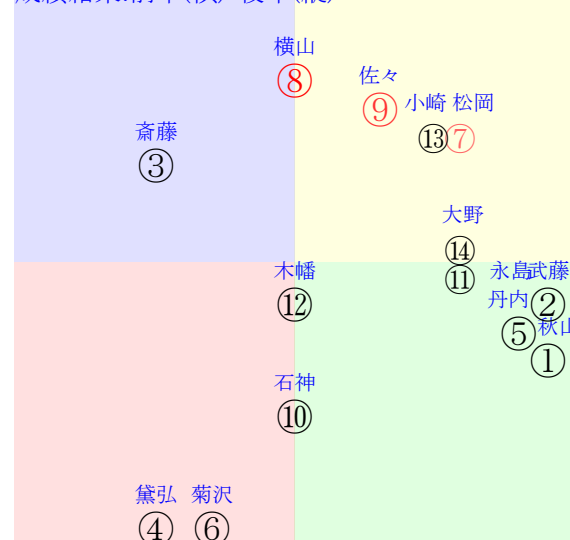 横山
⑧
佐々
⑨
小崎 松岡
⑬⑦
斎藤
③
大野
⑭
⑪
木幡
⑫
永島武藤
②
丹内
⑤
秋山
①
石神
⑩
黛弘 菊沢
④ ⑥